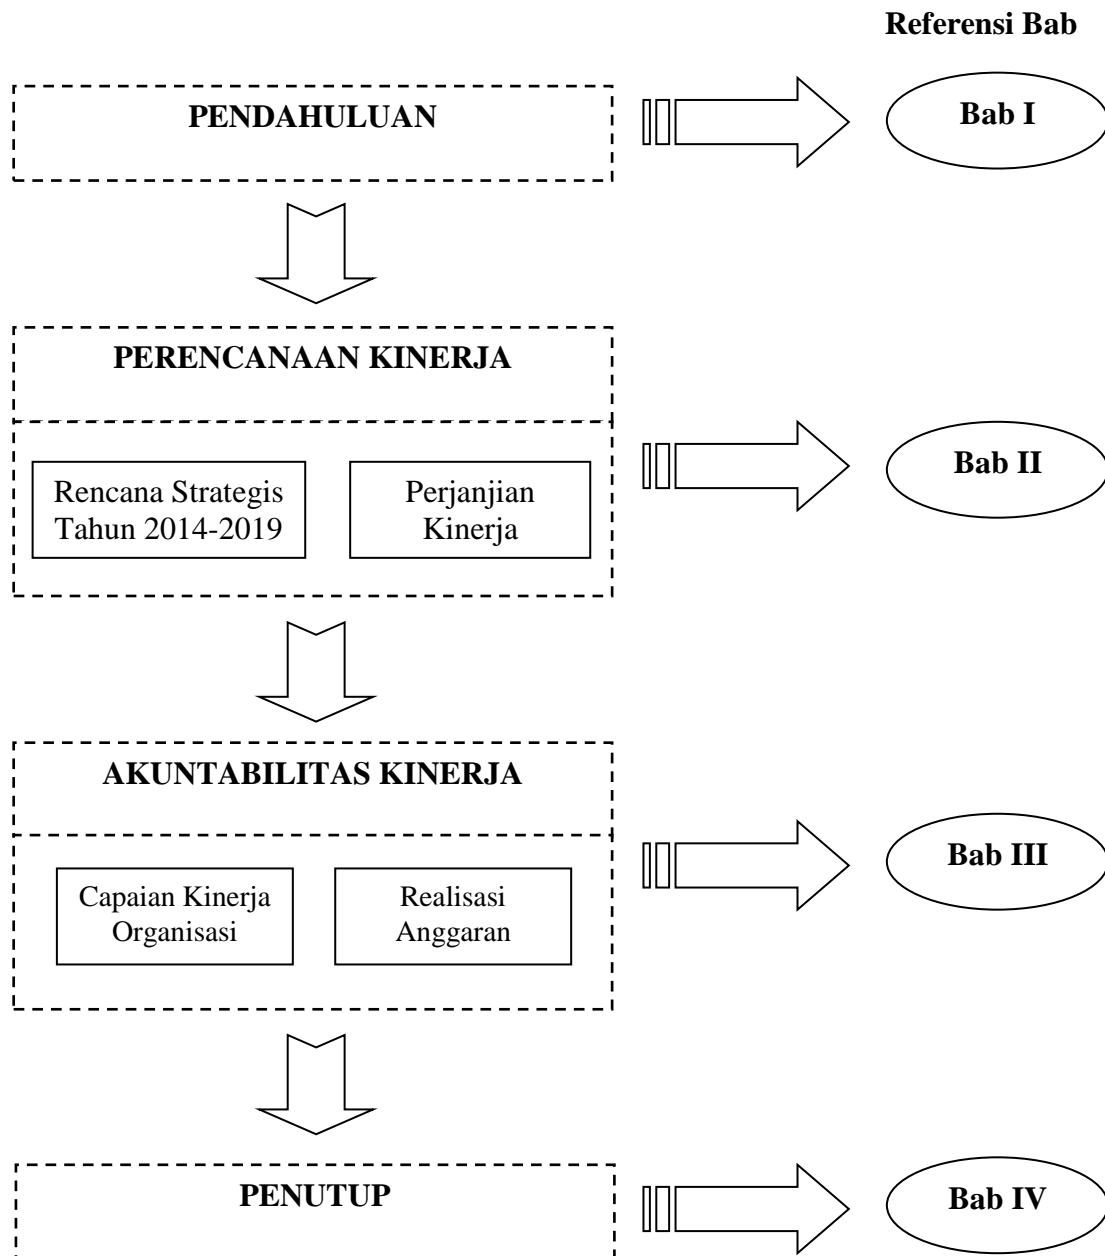 Referensi Bab
PENDAHULUAN
Bab I
PERENCANAAN KINERJA
Rencana Strategis
Tahun 2014-2019
Perjanjian
Kinerja
Bab II
AKUNTABILITAS KINERJA
Capaian Kinerja
Organisasi
Realisasi
Anggaran
Bab III
PENUTUP
Bab IV